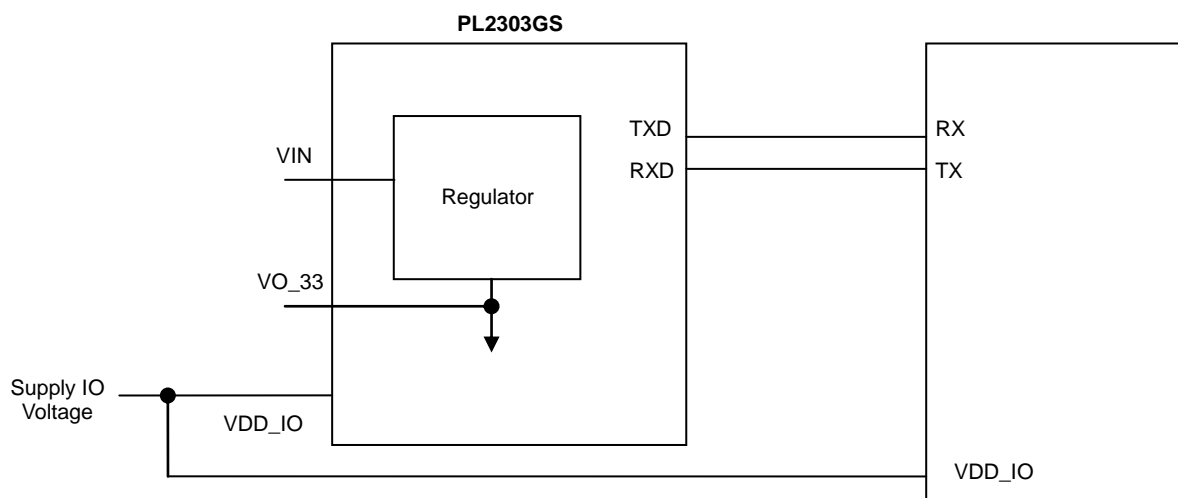 PL2303GS
TXD
RX
VIN
RXD
TX
Regulator
VO_33
Supply IO
Voltage
VDD_IO
VDD_IO